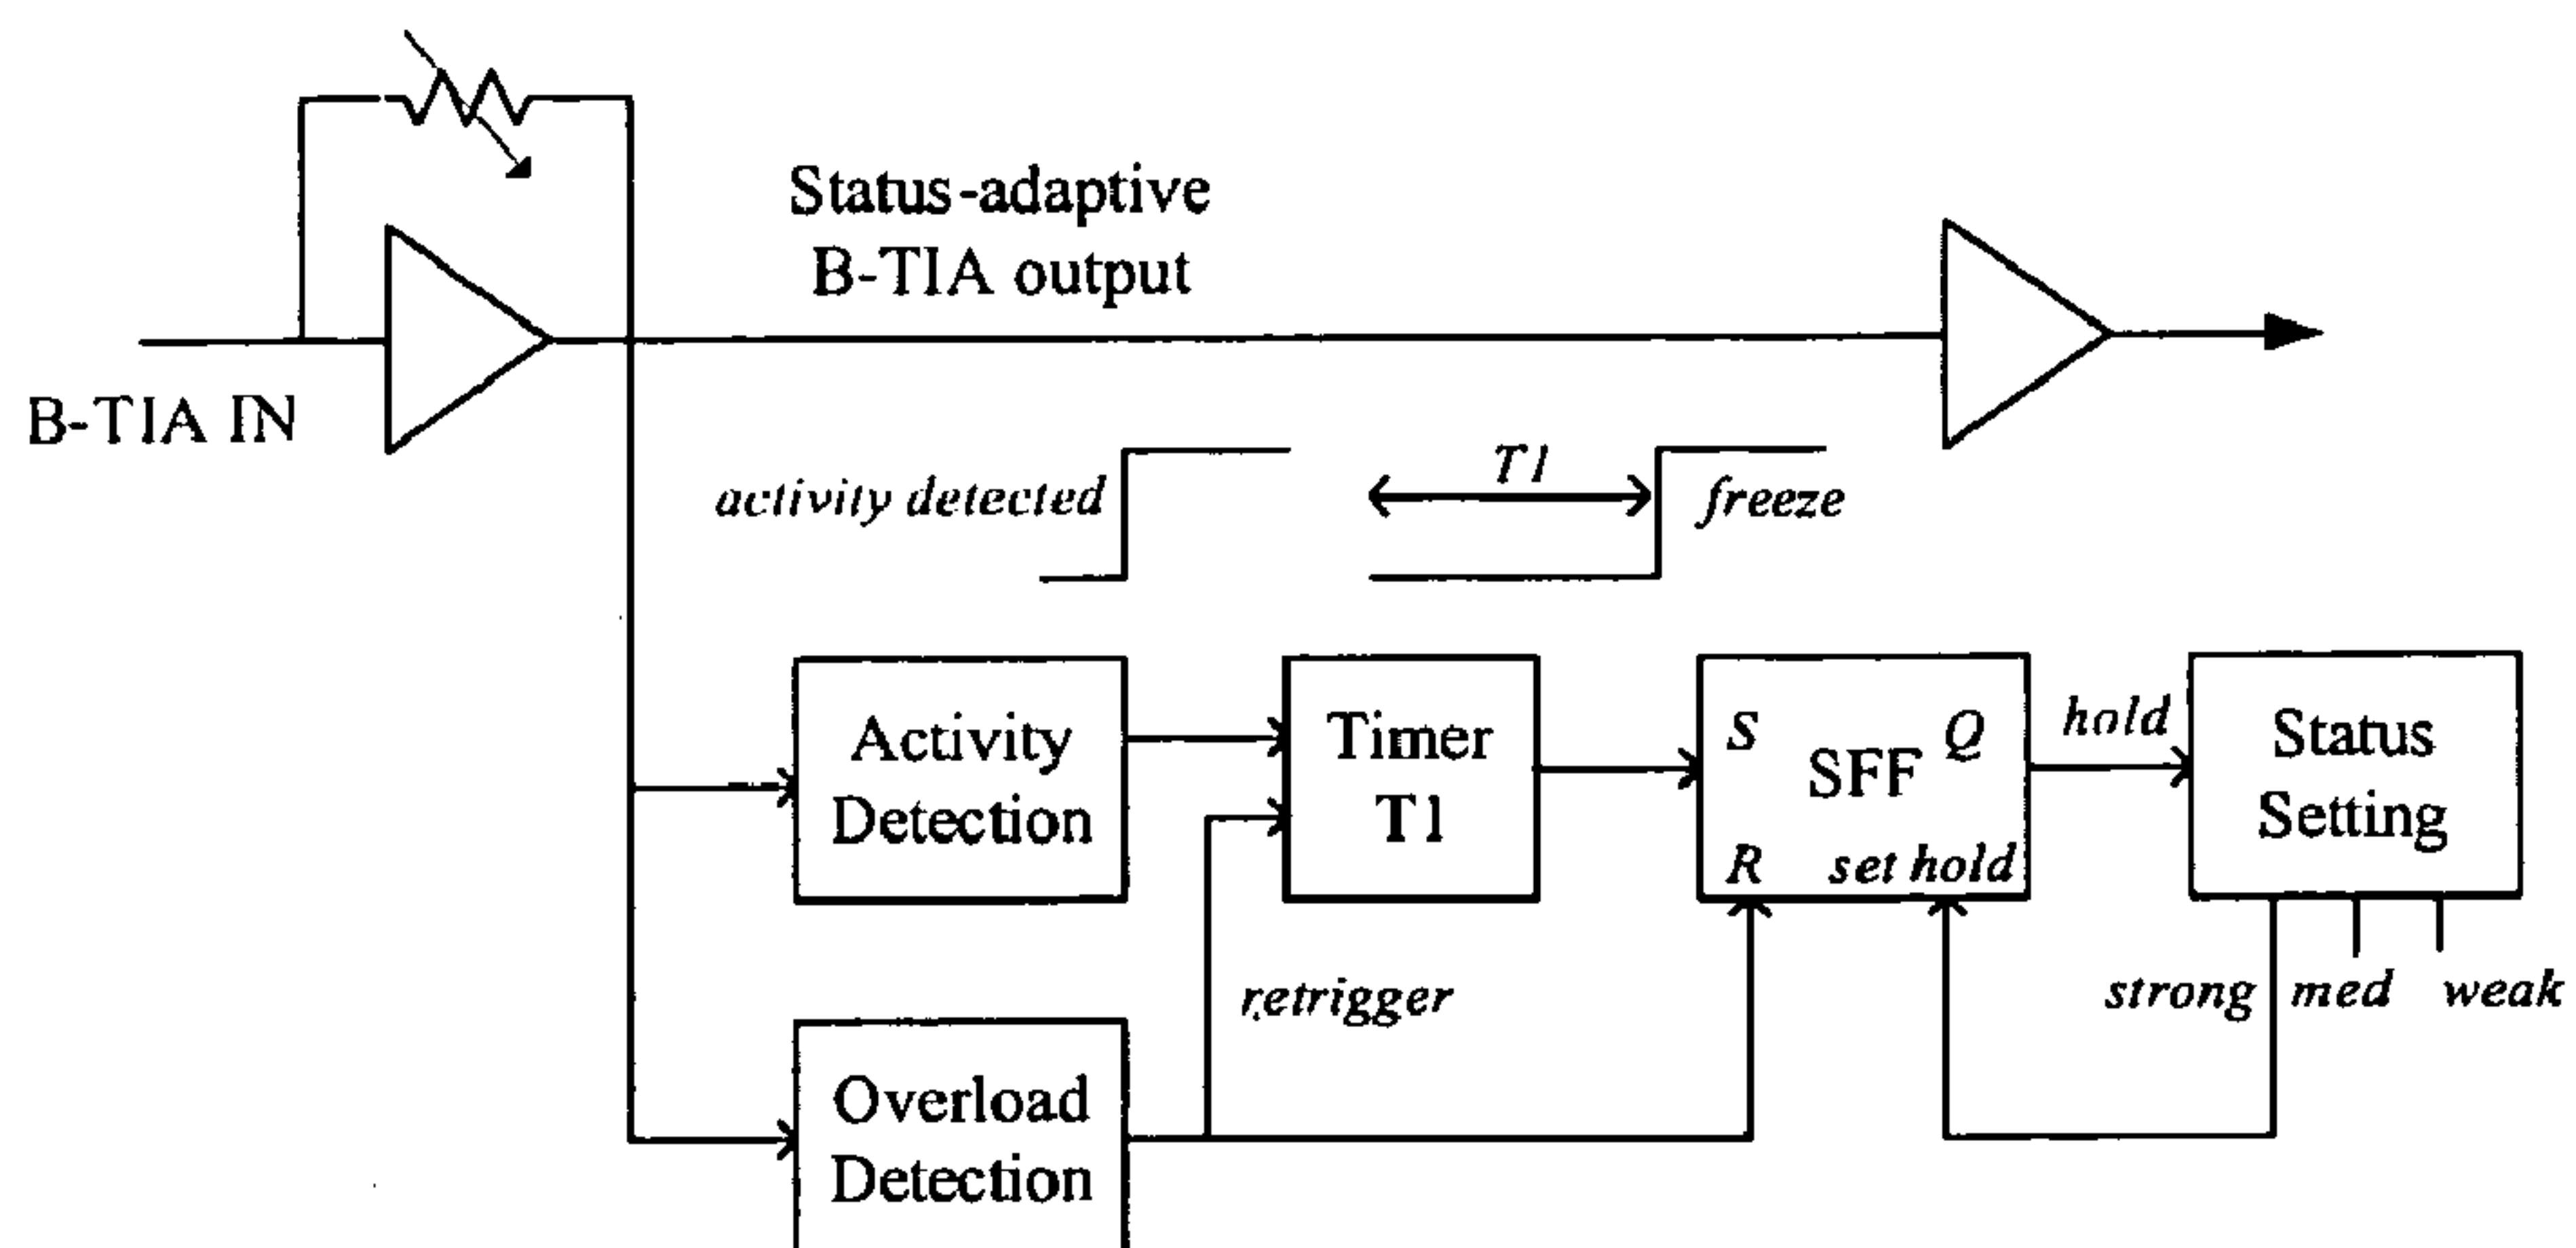 Status-adaptive
B-TIA output
B-TIA IN
activity detected
T1
freeze
Activity
Detection
Timer
T1
S
SFF
Q
R
set hold
hold
Status
Setting
retrigger
strong
med
weak
Overload
Detection